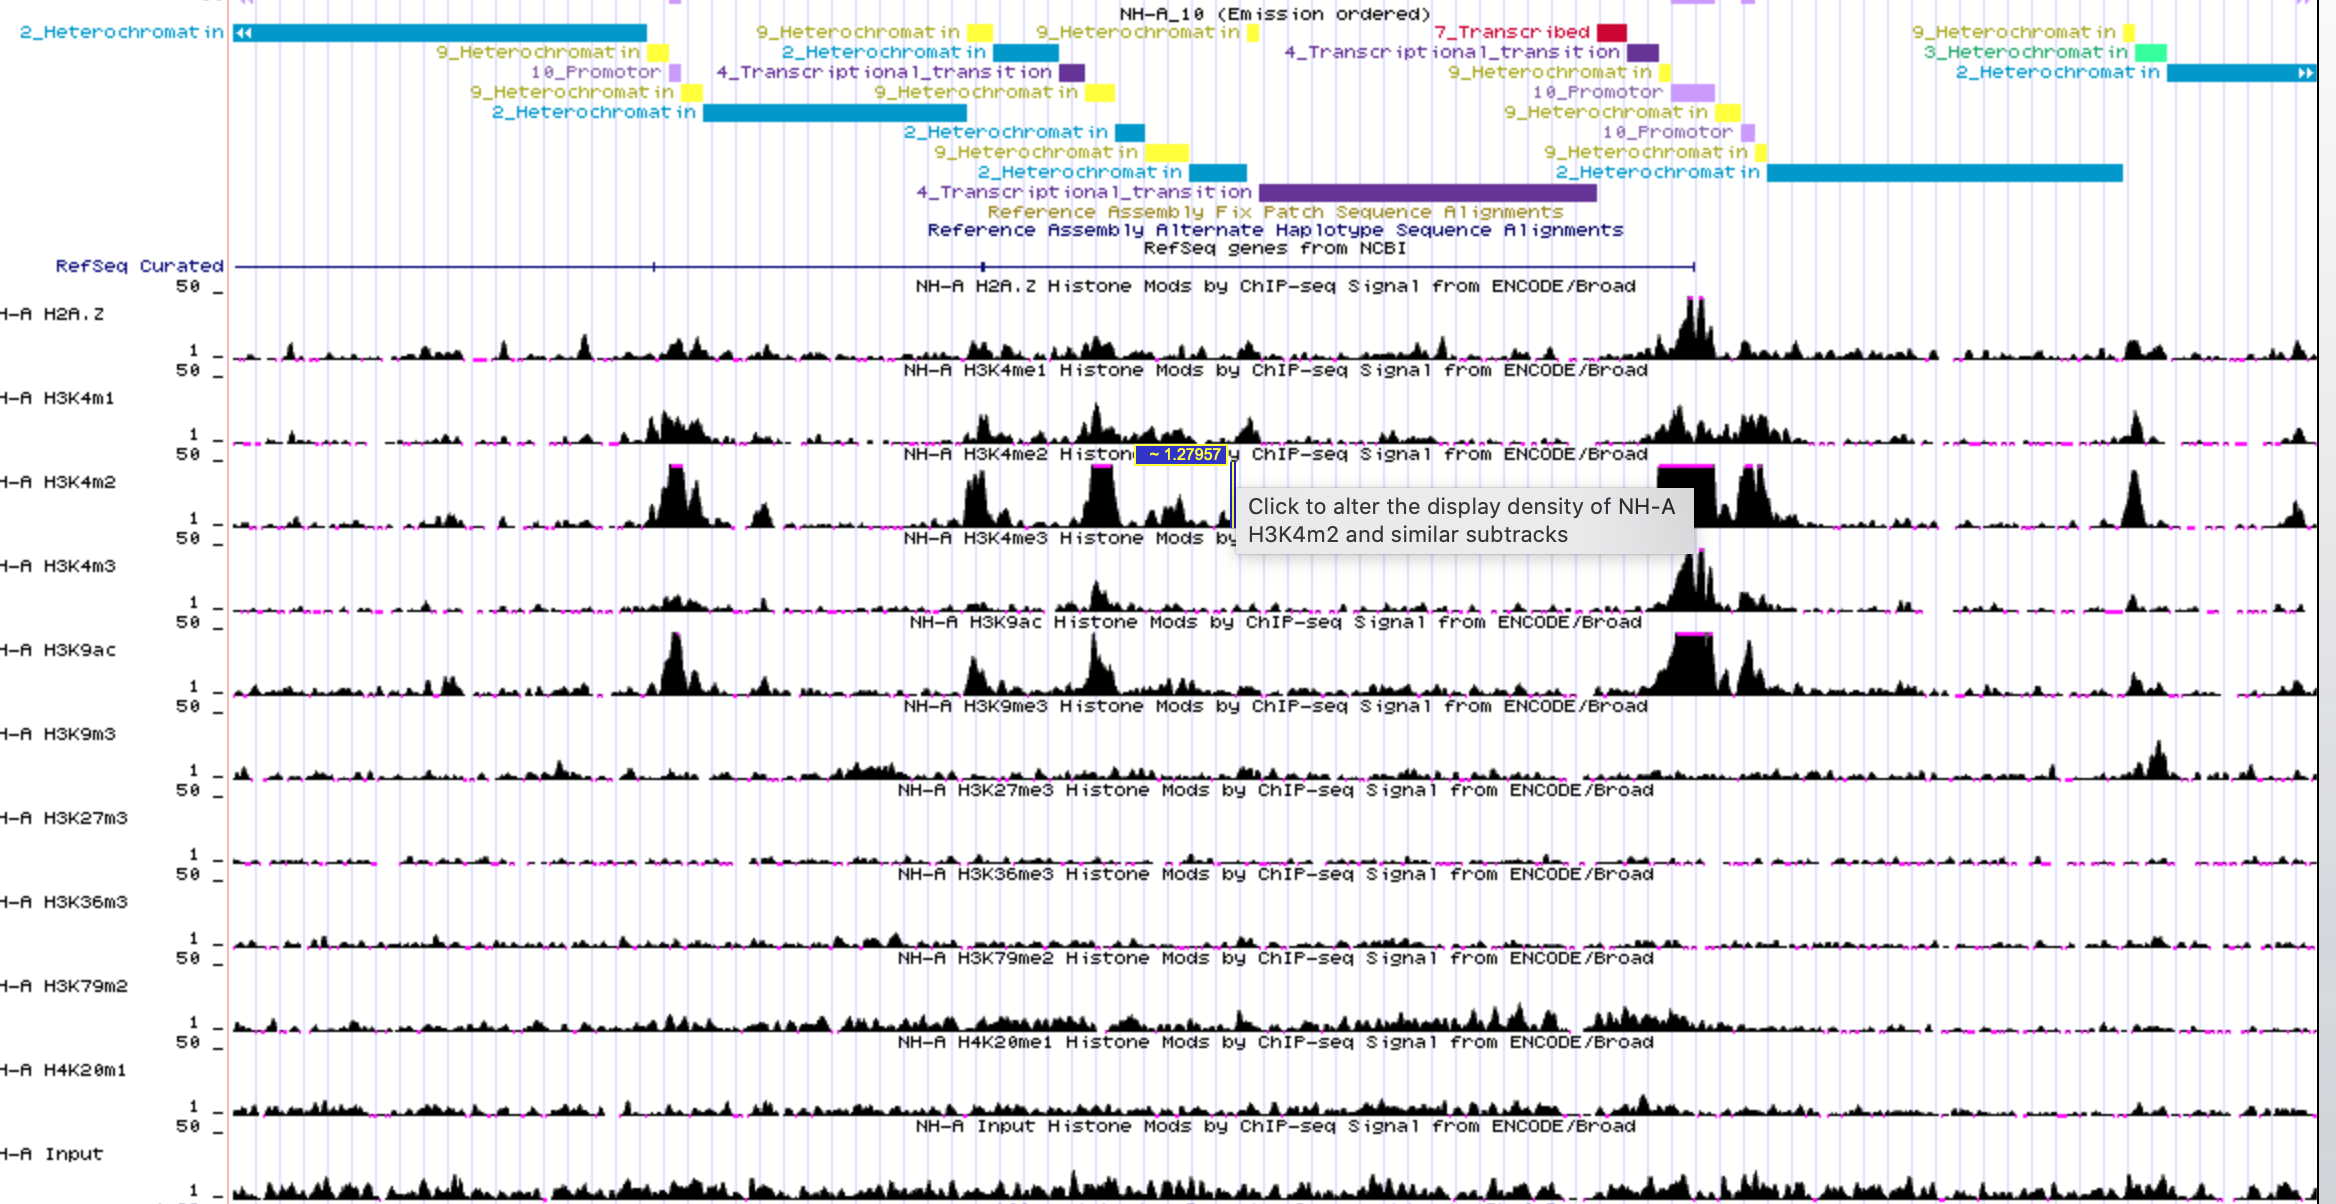 NH-A_10 (Emission ordered)
2_Heterochromatin 9_Heterochromatin 9_Heterochromatin 7_Transcribed 9_Heterochromatin
9_Heterochromatin 2_Heterochromatin 4_Transcriptional_transition 3_Heterochromatin
10_Promotor 4_Transcriptional_transition 9_Heterochromatin 2_Heterochromatin
9_Heterochromatin 9_Heterochromatin 10_Promotor
2_Heterochromatin 9_Heterochromatin
2_Heterochromatin 10_Promotor
9_Heterochromatin 9_Heterochromatin
2_Heterochromatin 2_Heterochromatin
4_Transcriptional_transition
Reference Assembly Fix Patch Sequence Alignments
Reference Assembly Alternate Haplotype Sequence Alignments
RefSeq genes from NCBI
RefSeq Curated
50 _ NH-A H2A.Z Histone Mods by ChIP-seq Signal from ENCODE/Broad
H-A H2A.Z
1 _
50 _ NH-A H3K4me1 Histone Mods by ChIP-seq Signal from ENCODE/Broad
H-A H3K4m1
1 _
50 _ NH-A H3K4me2 Histon ~ 1.27957 y ChIP-seq Signal from ENCODE/Broad
H-A H3K4m2
Click to alter the display density of NH-A
H3K4m2 and similar subtracks
1 _
50 _ NH-A H3K4me3 Histone Mods by
H-A H3K4m3
1 _
50 _ NH-A H3K9ac Histone Mods by ChIP-seq Signal from ENCODE/Broad
H-A H3K9ac
1 _
50 _ NH-A H3K9me3 Histone Mods by ChIP-seq Signal from ENCODE/Broad
H-A H3K9m3
1 _
50 _ NH-A H3K27me3 Histone Mods by ChIP-seq Signal from ENCODE/Broad
H-A H3K27m3
1 _
50 _ NH-A H3K36me3 Histone Mods by ChIP-seq Signal from ENCODE/Broad
H-A H3K36m3
1 _
50 _ NH-A H3K79me2 Histone Mods by ChIP-seq Signal from ENCODE/Broad
H-A H3K79m2
1 _
50 _ NH-A H4K20me1 Histone Mods by ChIP-seq Signal from ENCODE/Broad
H-A H4K20m1
1 _
50 _ NH-A Input Histone Mods by ChIP-seq Signal from ENCODE/Broad
H-A Input
1 _